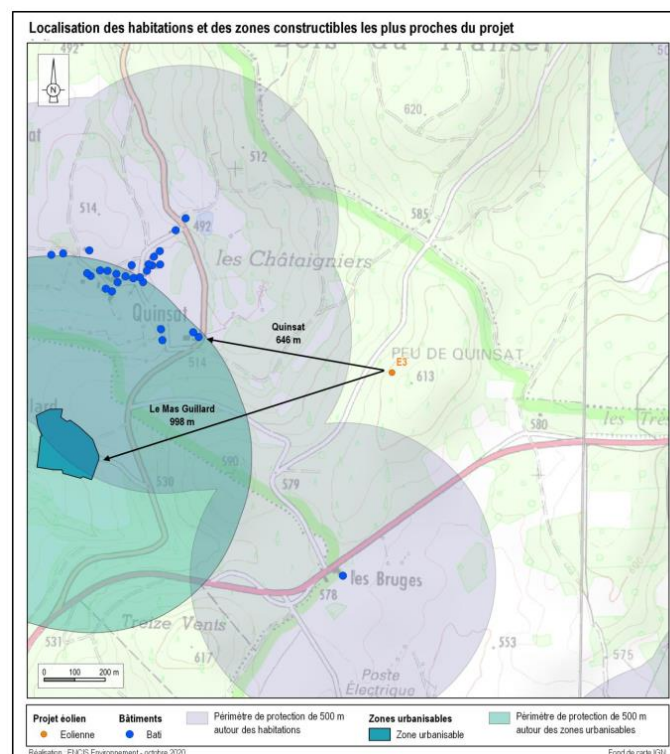 Localisation des habitations et des zones constructibles les plus proches du projet
492
N
620
512
585
514
492
les Châtaigniers
Quinsat
Quinsat
646 m
PEU DE QUINSAT
E3
613
514
Le Mas Guillard
998 m
580
590
579
530
les Bruges
578
Treize Vents
531
617
553
575
Poste
Électrique
0 100 200 m
Projet éolien
Eolienne
Bâtiments
Bati
Périmètre de protection de 500 m
autour des habitations
Zones urbanisables
Zone urbanisable
Périmètre de protection de 500 m
autour des zones urbanisables
Réalisation : ENCIS Environnement - octobre 2020
Fond de carte IGN